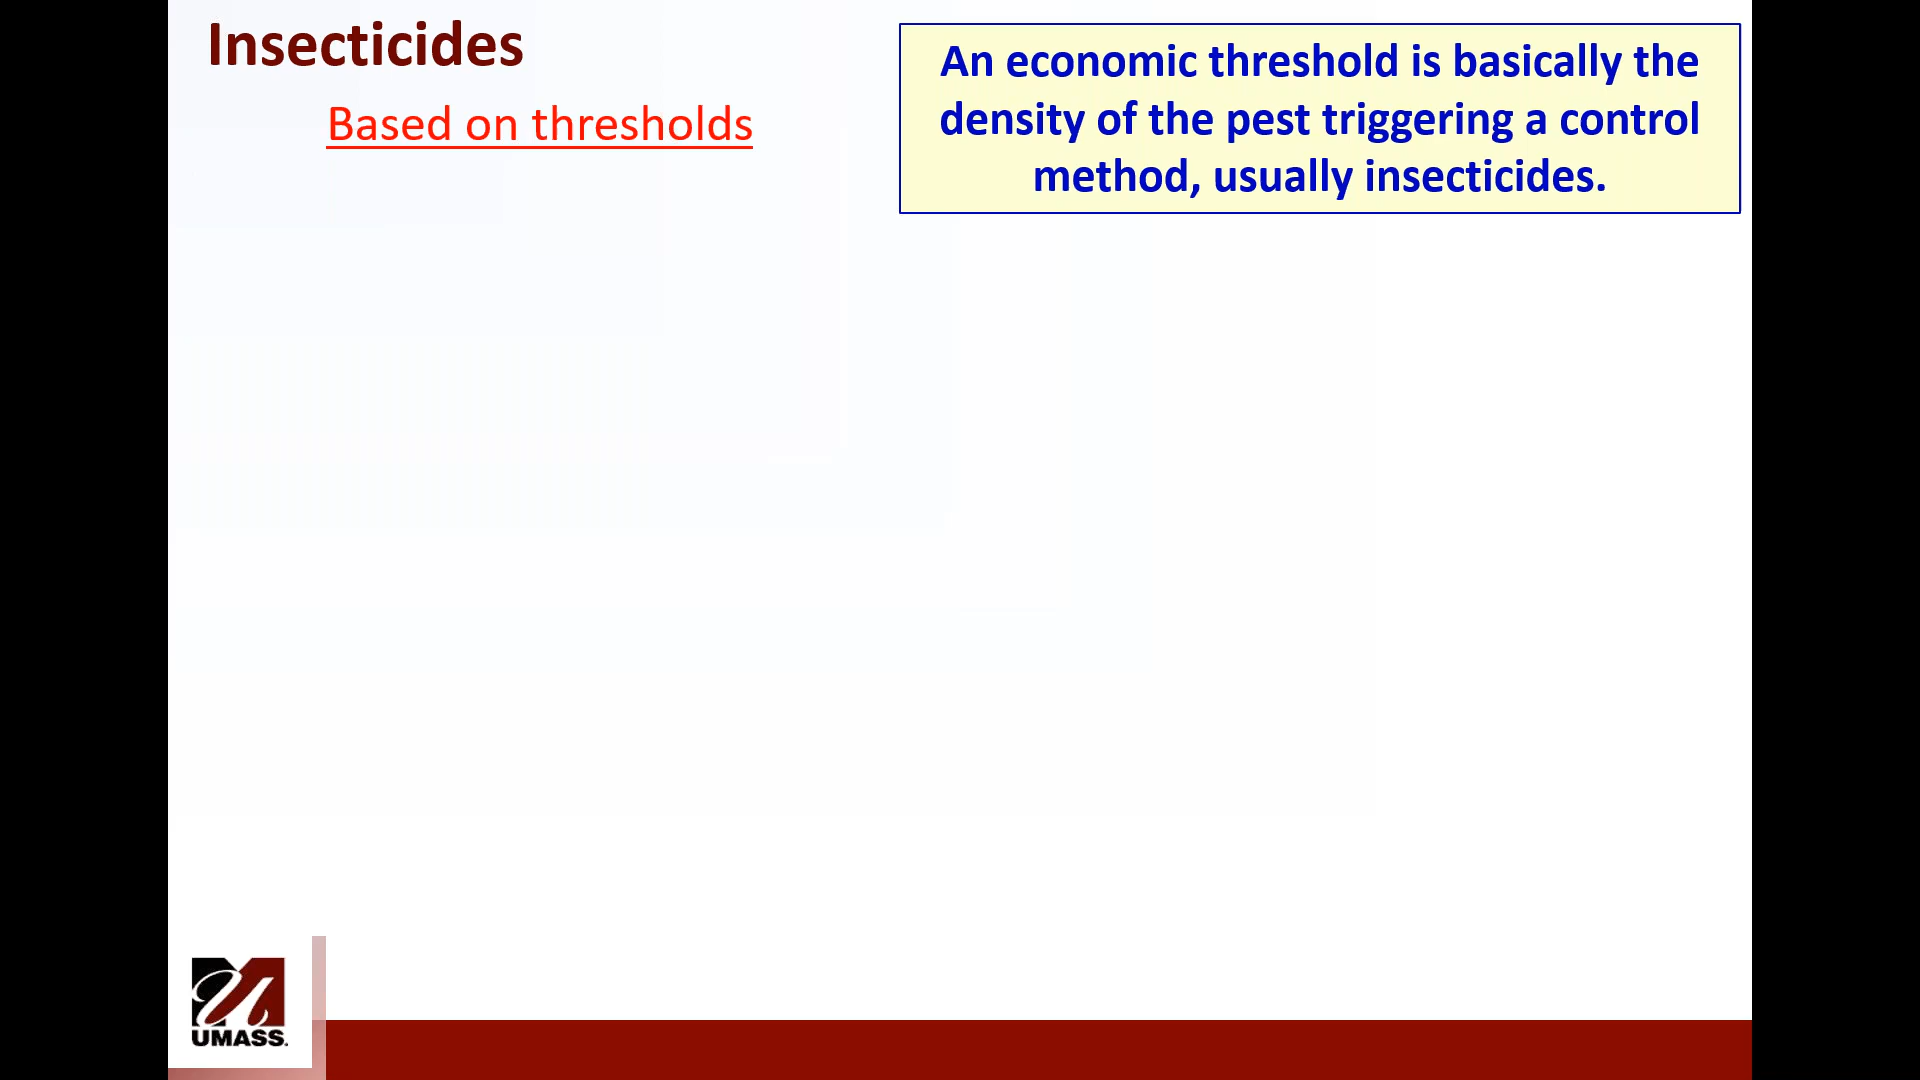 Insecticides
Based on thresholds
An economic threshold is basically the
density of the pest triggering a control
method, usually insecticides.
UMASS.